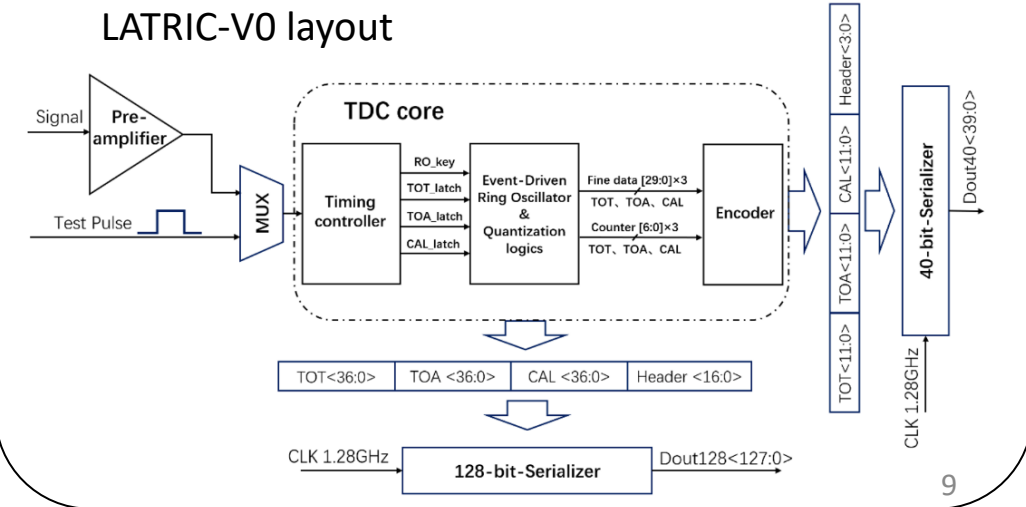 LATRIC-V0 layout
Signal
Pre-
amplifier
Test Pulse
MUX
TDC core
Timing
controller
RO_key
TOT_latch
TOA_latch
CAL_latch
Event-Driven
Ring Oscillator
&
Quantization
logics
Fine data [29:0]×3
TOT、TOA、CAL
Counter [6:0]×3
TOT、TOA、CAL
Encoder
Header<3:0>
CAL<11:0>
TOA<11:0>
TOT<11:0>
40-bit-Serializer
Dout40<39:0>
CLK 1.28GHz
TOT<36:0>
TOA <36:0>
CAL <36:0>
Header <16:0>
CLK 1.28GHz
128-bit-Serializer
Dout128<127:0>
9